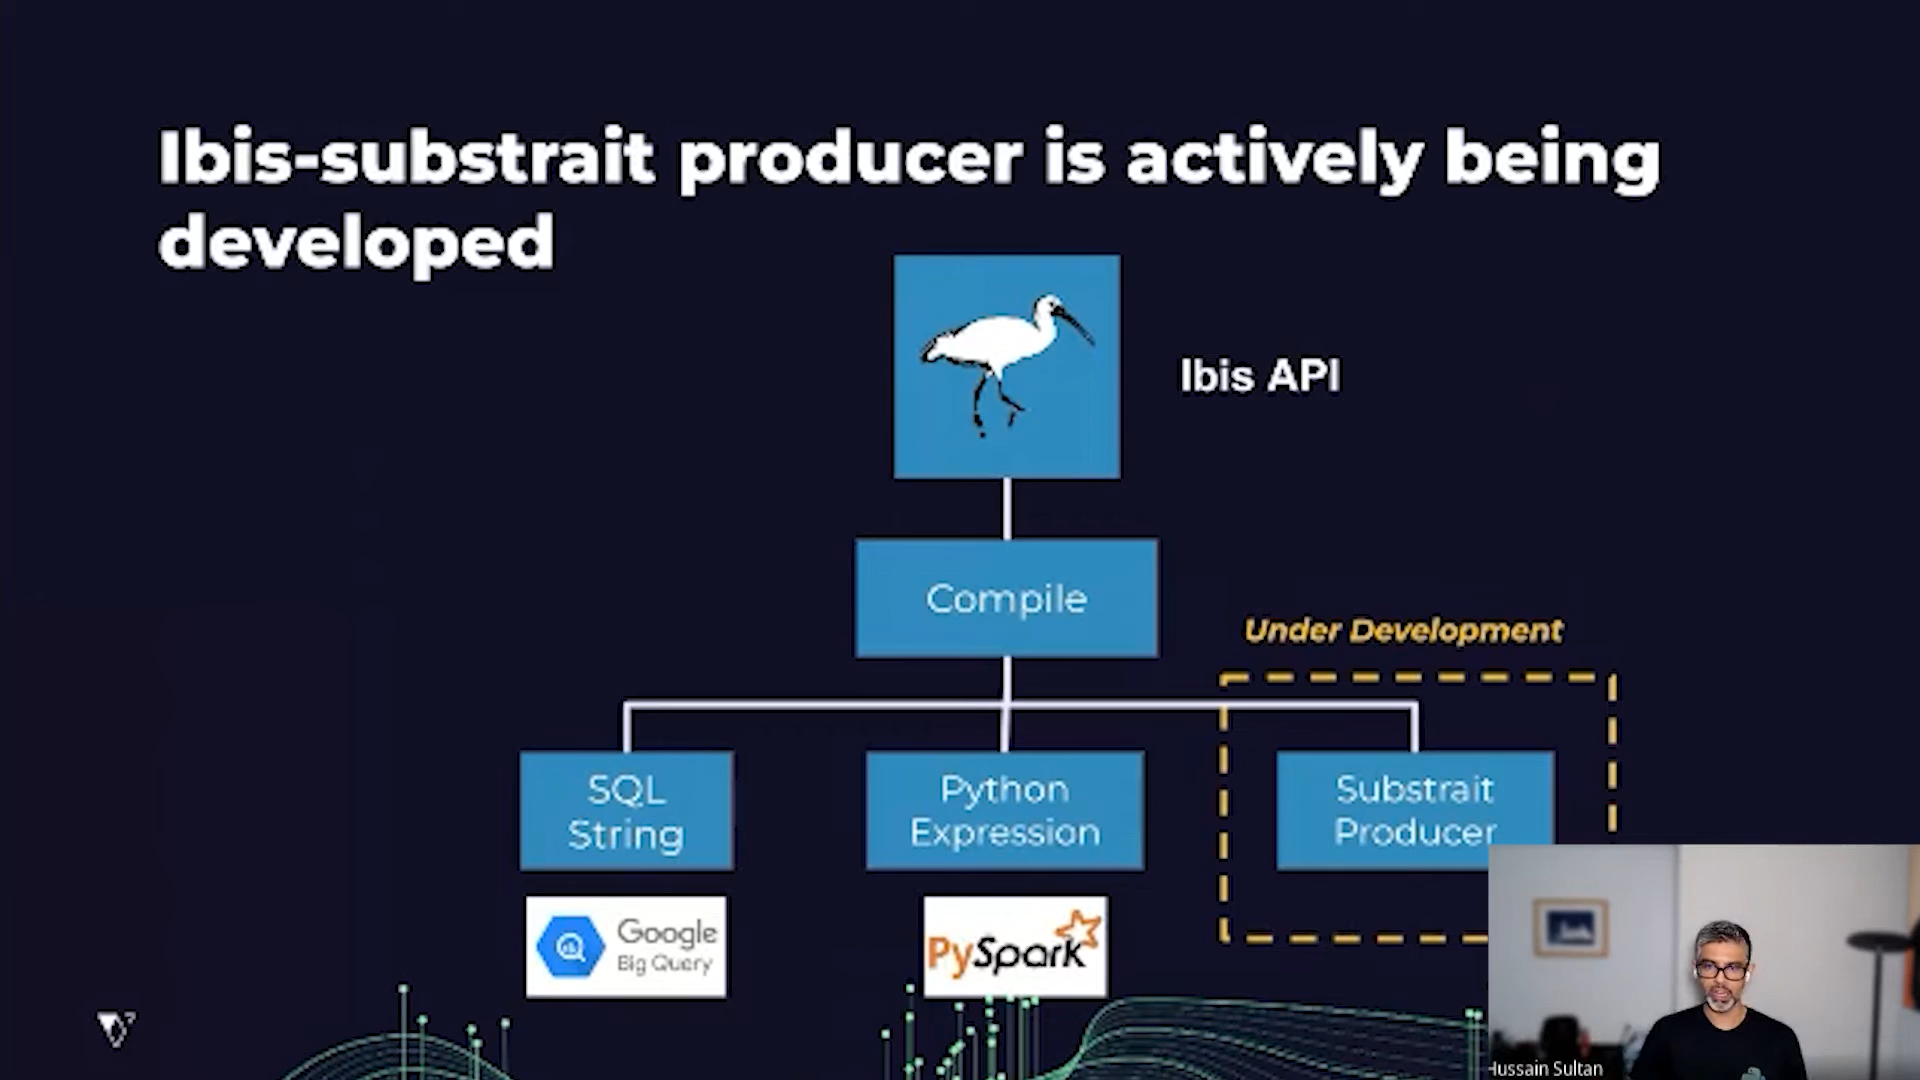 Ibis-substrait producer is actively being
developed
Ibis API
Compile
Under Development
SQL
String
Python
Expression
Substrait
Producer
Google
Big Query
PySpark
Hussain Sultan